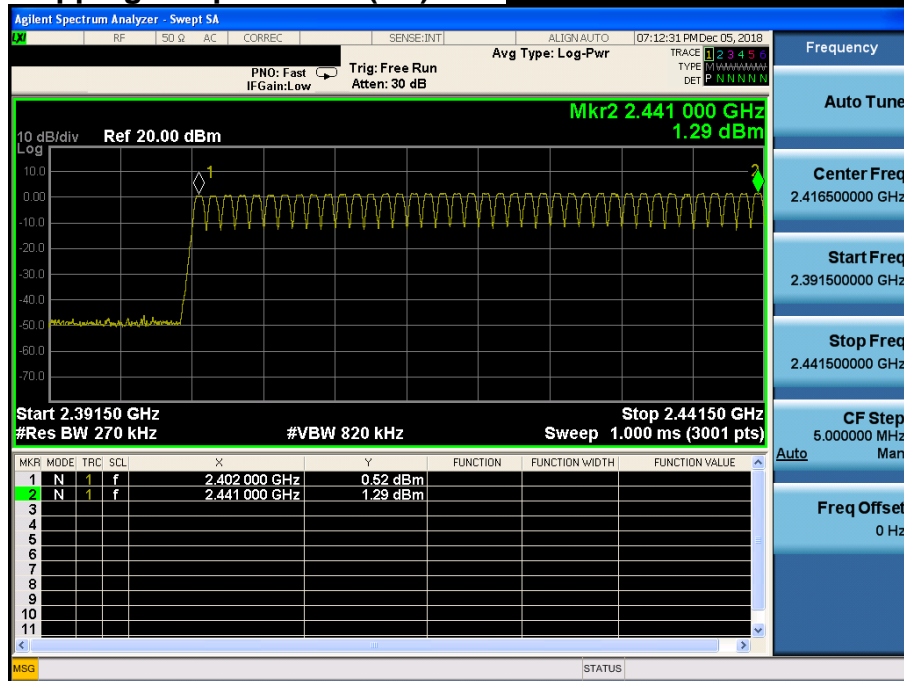 Agilent Spectrum Analyzer - Swept SA
LXI RF 50 Ω AC CORREC SENSE:INT ALIGN AUTO 07:12:31 PM Dec 05, 2018
Frequency
Avg Type: Log-Pwr
TRACE 1 2 3 4 5 6
TYPE M W W W W W
DET P N N N N N
PNO: Fast
IFGain:Low
Trig: Free Run
Atten: 30 dB
Mkr2 2.441 000 GHz
1.29 dBm
10 dB/div Ref 20.00 dBm
Log
1
2
10.0
0.00
-10.0
-20.0
-30.0
-40.0
-50.0
-60.0
-70.0
Start 2.39150 GHz Stop 2.44150 GHz
#Res BW 270 kHz #VBW 820 kHz Sweep 1.000 ms (3001 pts)
MKR MODE TRC SCL X Y FUNCTION FUNCTION WIDTH FUNCTION VALUE
1 N 1 f 2.402 000 GHz 0.52 dBm
2 N 1 f 2.441 000 GHz 1.29 dBm
3
4
5
6
7
8
9
10
11
MSG STATUS
Auto Tune
Center Freq
2.416500000 GHz
Start Freq
2.391500000 GHz
Stop Freq
2.441500000 GHz
CF Step
5.000000 MHz
Auto Man
Freq Offset
0 Hz